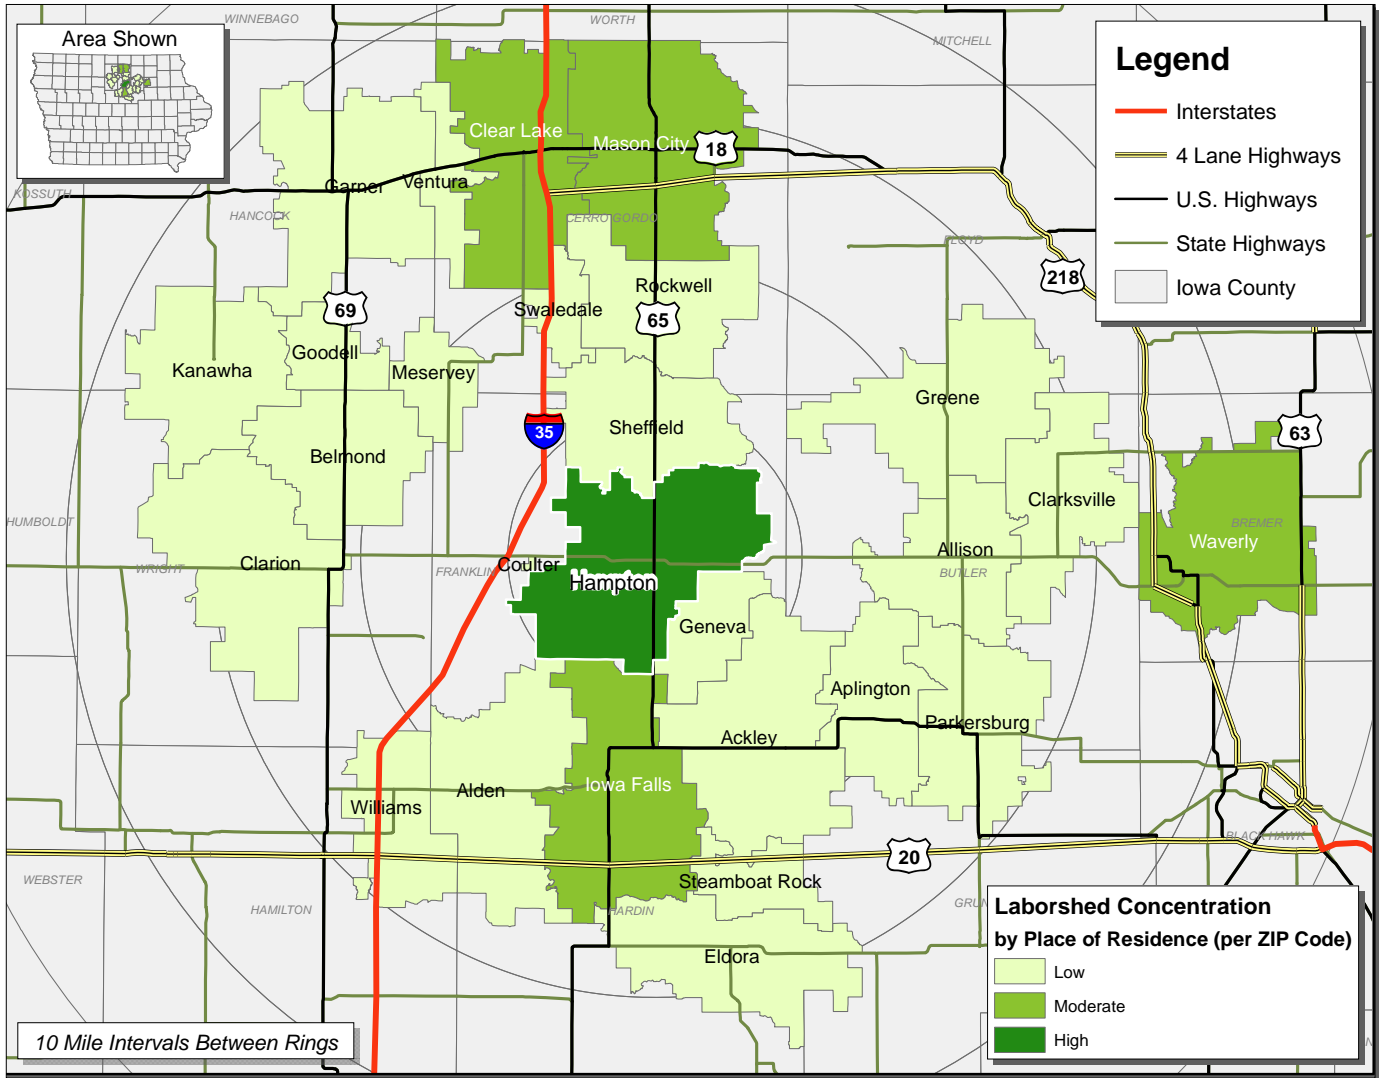 WINNEBAGO
WORTH
MITCHELL
Area Shown
Legend
Interstates
4 Lane Highways
U.S. Highways
State Highways
Iowa County
Clear Lake
Mason City
18
KOSSUTH
Garner
Ventura
HANCOCK
CERRO GORDO
FLOYD
218
Rockwell
Swaledale
69
65
Goodell
Kanawha
Meservey
Greene
35
Sheffield
63
Belmond
Clarksville
HUMBOLDT
BREMER
Waverly
Allison
Clarion
WRIGHT
FRANKLIN
Coulter
Hampton
BUTLER
Geneva
Aplington
Parkersburg
Ackley
Iowa Falls
Alden
Williams
BLACK HAWK
20
WEBSTER
Steamboat Rock
HAMILTON
HARDIN
GRUN
Eldora
Laborshed Concentration
by Place of Residence (per ZIP Code)
Low
Moderate
High
10 Mile Intervals Between Rings